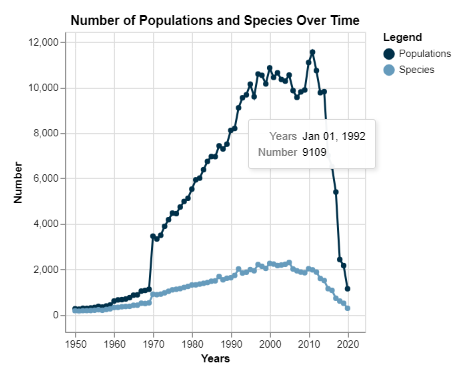 Number of Populations and Species Over Time
Legend
Populations
Species
12,000
10,000
8,000
6,000
4,000
2,000
0
Number
Years Jan 01, 1992
Number 9109
1950 1960 1970 1980 1990 2000 2010 2020
Years